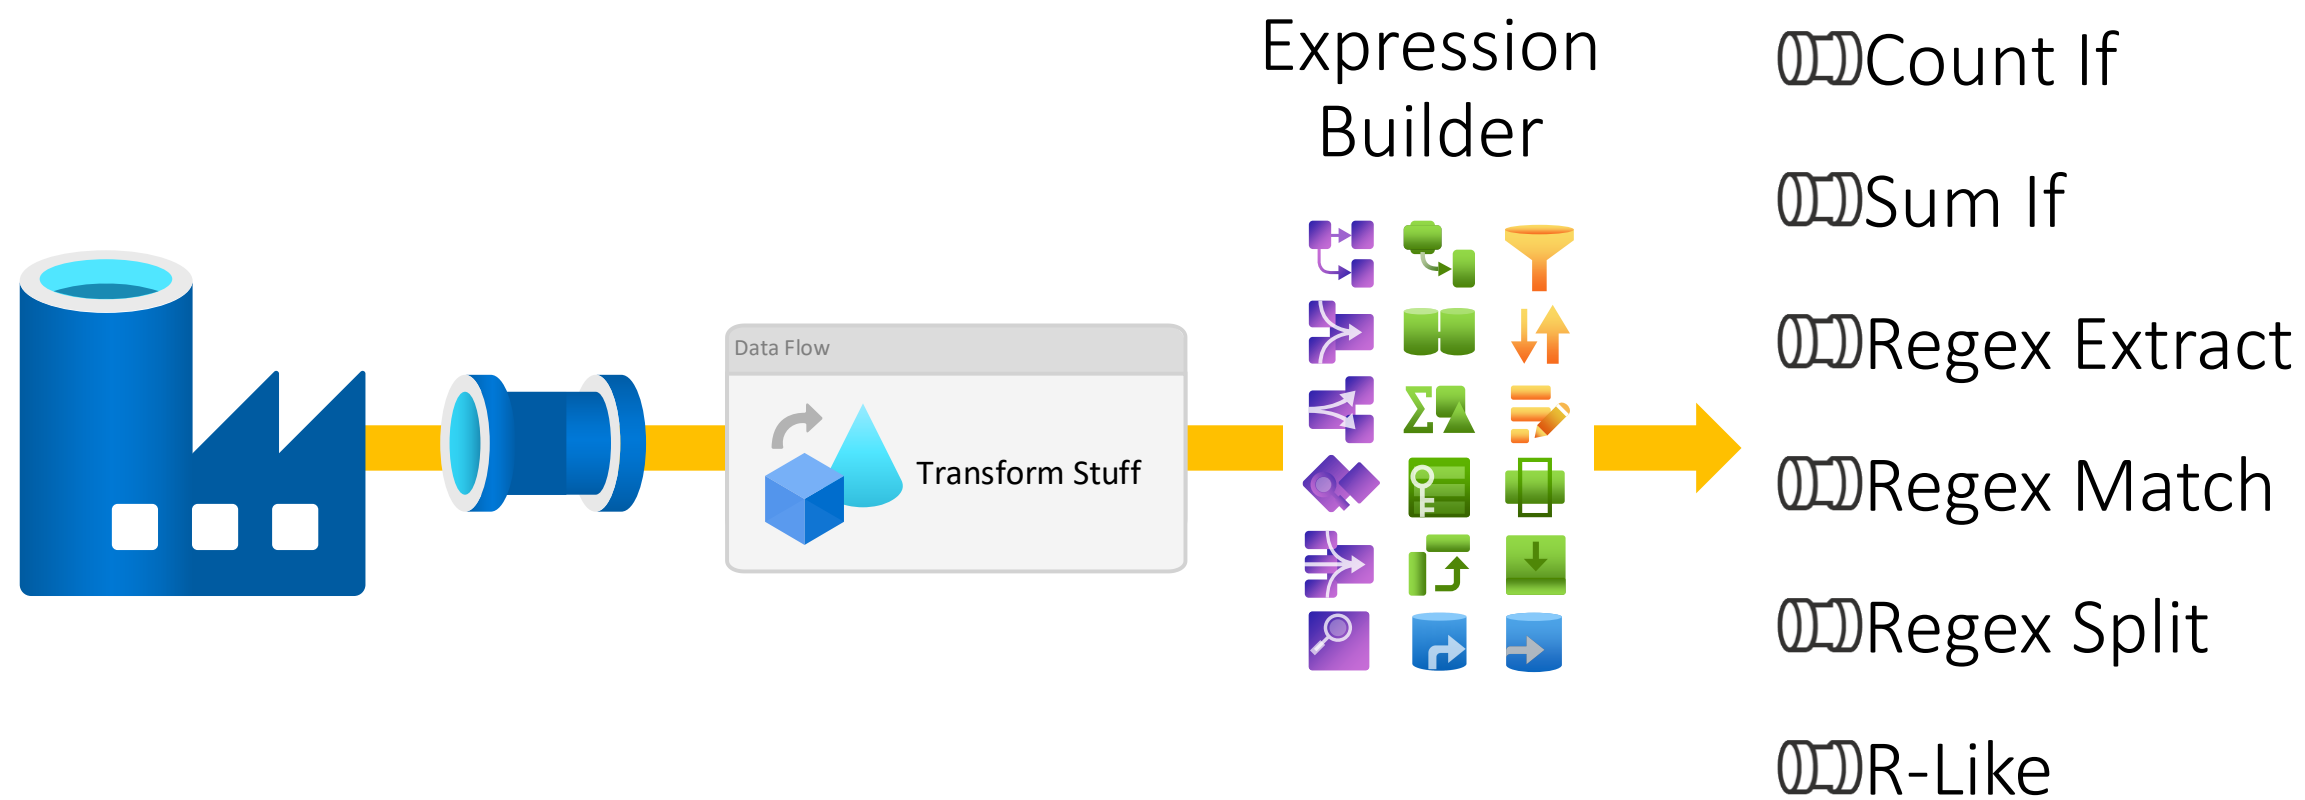 Expression
Builder
Data Flow
Transform Stuff
Count If
Sum If
Regex Extract
Regex Match
Regex Split
R-Like